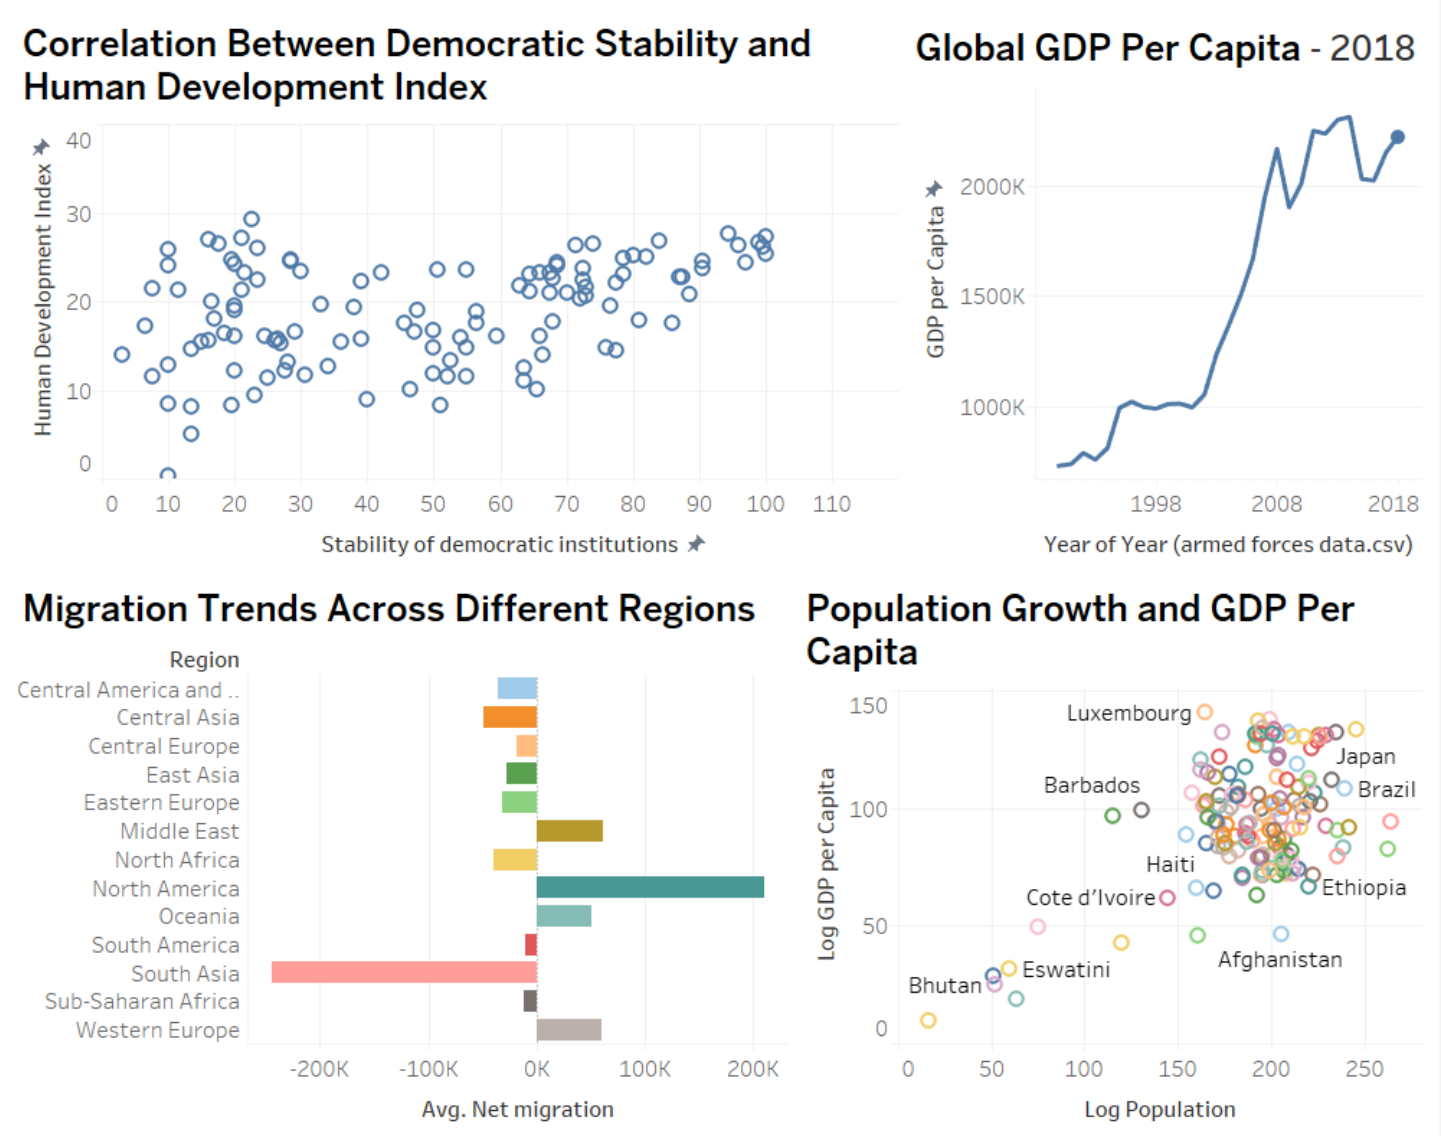 Correlation Between Democratic Stability and
Human Development Index
Human Development Index
40
30
20
10
0
0 10 20 30 40 50 60 70 80 90 100 110
Stability of democratic institutions
Global GDP Per Capita - 2018
GDP per Capita
2000K
1500K
1000K
1998 2008 2018
Year of Year (armed forces data.csv)
Migration Trends Across Different Regions
Region
Central America and ..
Central Asia
Central Europe
East Asia
Eastern Europe
Middle East
North Africa
North America
Oceania
South America
South Asia
Sub-Saharan Africa
Western Europe
-200K -100K 0K 100K 200K
Avg. Net migration
Population Growth and GDP Per
Capita
Log GDP per Capita
150
100
50
0
Luxembourg
Japan
Barbados
Brazil
Haiti
Ethiopia
Cote d'Ivoire
Afghanistan
Eswatini
Bhutan
0 50 100 150 200 250
Log Population